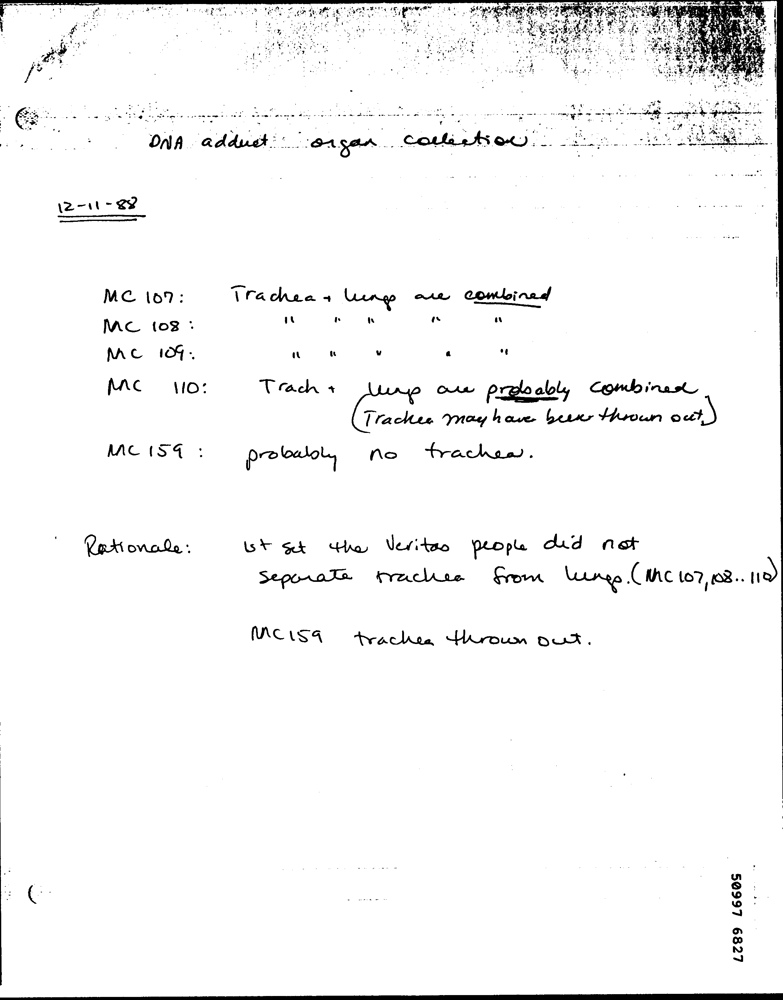 DNA adduct organ collection
12-11-88
MC 107: Trachea + lungs are combined
MC 108: " " " " "
MC 109: " " " " "
MC 110: Trach + lungs are probably combined.
(Trachea may have been thrown out.)
MC 159: probably no trachea.
Rationale: 1st set the Veritas people did not
separate trachea from lungs. (MC 107, 108.. 110)
MC159 trachea thrown out.
50997 6827